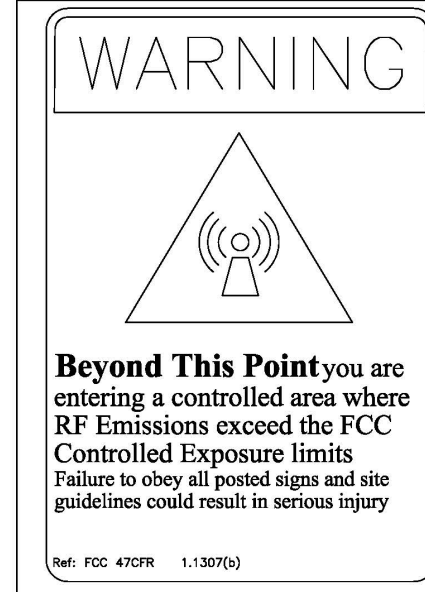 WARNING
Beyond This Point you are
entering a controlled area where
RF Emissions exceed the FCC
Controlled Exposure limits
Failure to obey all posted signs and site
guidelines could result in serious injury
Ref: FCC 47CFR 1.1307(b)